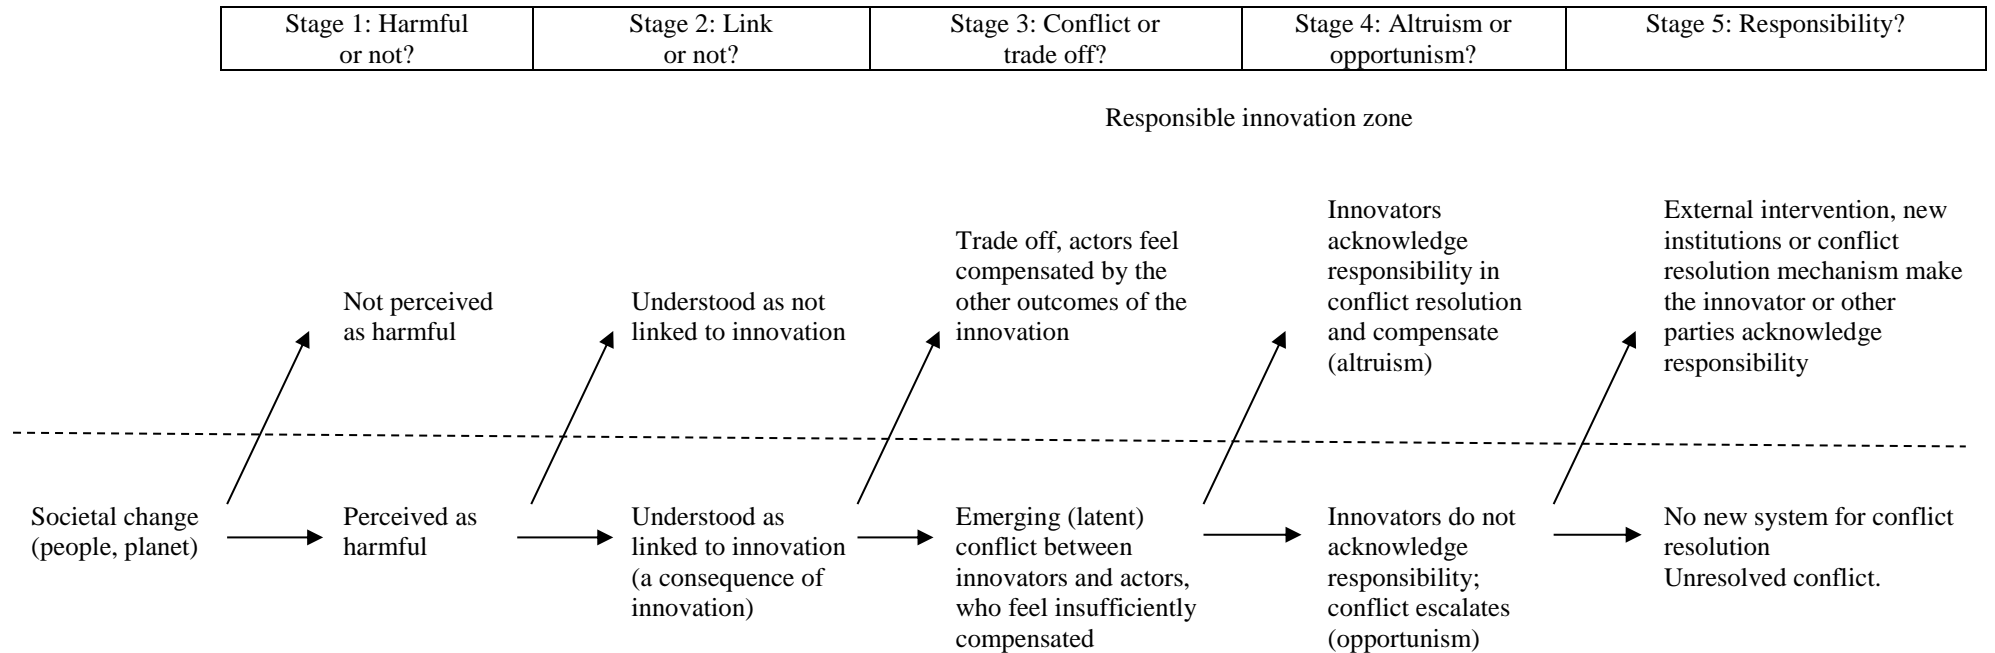 Stage 1: Harmful
or not?
Stage 2: Link
or not?
Stage 3: Conflict or
trade off?
Stage 4: Altruism or
opportunism?
Stage 5: Responsibility?
Responsible innovation zone
Not perceived
as harmful
Understood as not
linked to innovation
Trade off, actors feel
compensated by the
other outcomes of the
innovation
Innovators
acknowledge
responsibility in
conflict resolution
and compensate
(altruism)
External intervention, new
institutions or conflict
resolution mechanism make
the innovator or other
parties acknowledge
responsibility
Societal change
(people, planet)
Perceived as
harmful
Understood as
linked to innovation
(a consequence of
innovation)
Emerging (latent)
conflict between
innovators and actors,
who feel insufficiently
compensated
Innovators do not
acknowledge
responsibility;
conflict escalates
(opportunism)
No new system for conflict
resolution
Unresolved conflict.